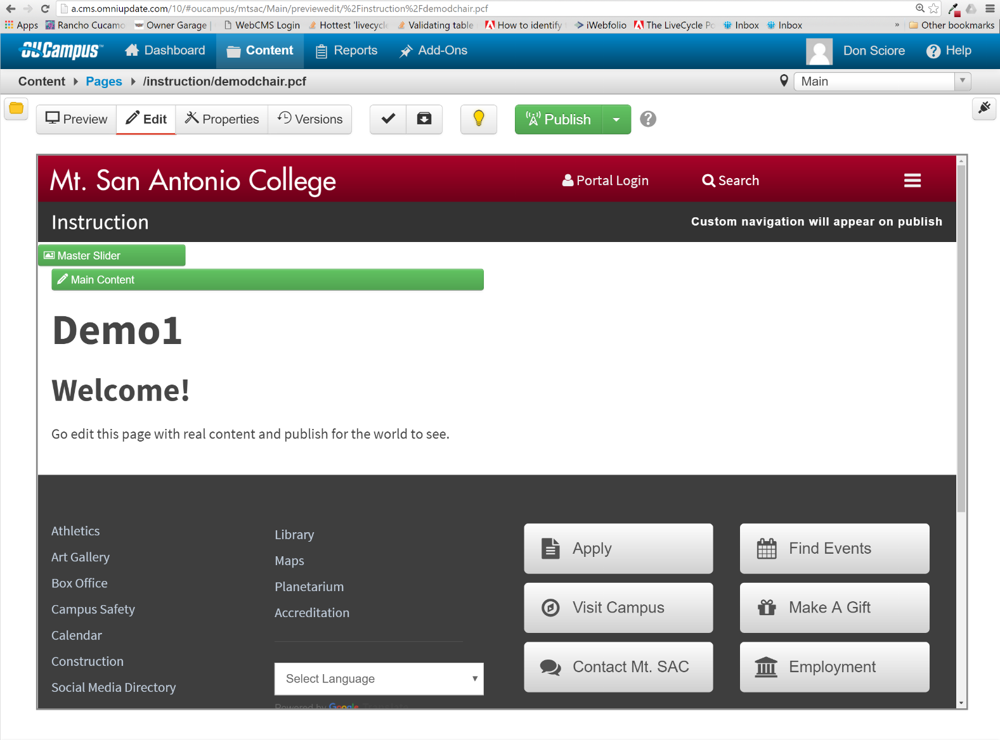 a.cms.omniupdate.com/10/#oucampus/mtsac/Main/previewedit/%2Finstruction%2Fdemodchair.pcf
Apps Rancho Cucamo Owner Garage WebCMS Login Hottest 'livecycle Validating table How to identify iWebfolio The LiveCycle Po Inbox Inbox » Other bookmarks
OUCampus™ Dashboard Content Reports Add-Ons Don Sciore Help
Content Pages /instruction/demodchair.pcf Main
Preview Edit Properties Versions Publish
Mt. San Antonio College Portal Login Search
Instruction Custom navigation will appear on publish
Master Slider
Main Content
Demo1
Welcome!
Go edit this page with real content and publish for the world to see.
Athletics
Art Gallery
Box Office
Campus Safety
Calendar
Construction
Social Media Directory
Library
Maps
Planetarium
Accreditation
Select Language
Powered by Google Translate
Apply
Find Events
Visit Campus
Make A Gift
Contact Mt. SAC
Employment